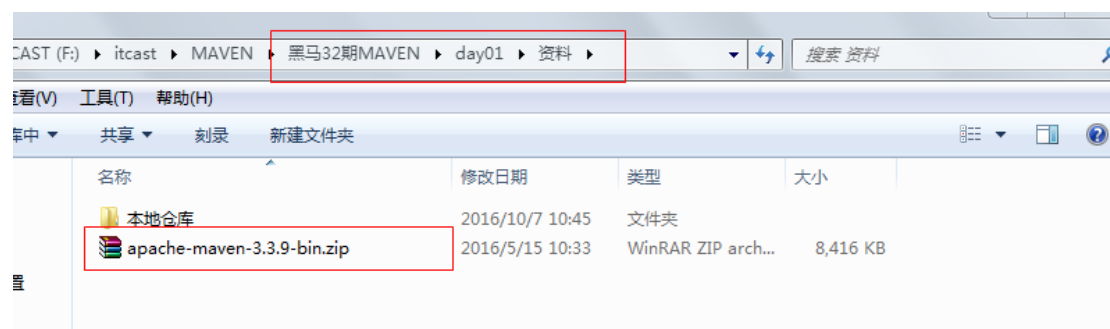 CAST (F:) ▸ itcast ▸ MAVEN ▸ 黑马32期MAVEN ▸ day01 ▸ 资料 ▸ 搜索 资料
查看(V) 工具(T) 帮助(H)
库中 共享 刻录 新建文件夹
名称 修改日期 类型 大小
本地仓库 2016/10/7 10:45 文件夹
apache-maven-3.3.9-bin.zip 2016/5/15 10:33 WinRAR ZIP arch... 8,416 KB
置